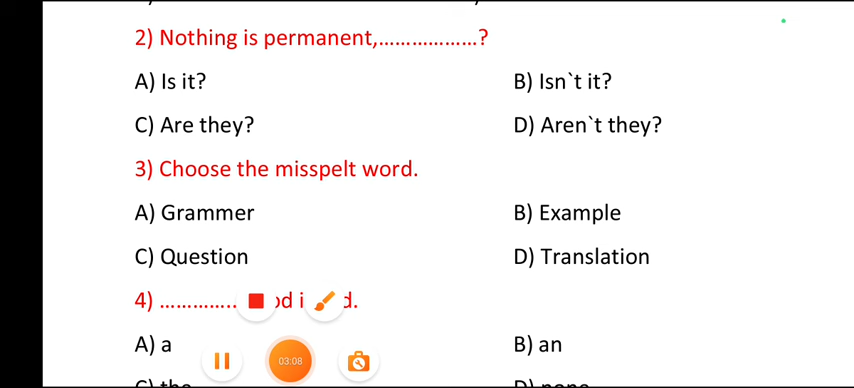 2) Nothing is permanent,………………?
A) Is it?
B) Isn`t it?
C) Are they?
D) Aren`t they?
3) Choose the misspelt word.
A) Grammer
B) Example
C) Question
D) Translation
4) …………..
A) a
B) an
03:08